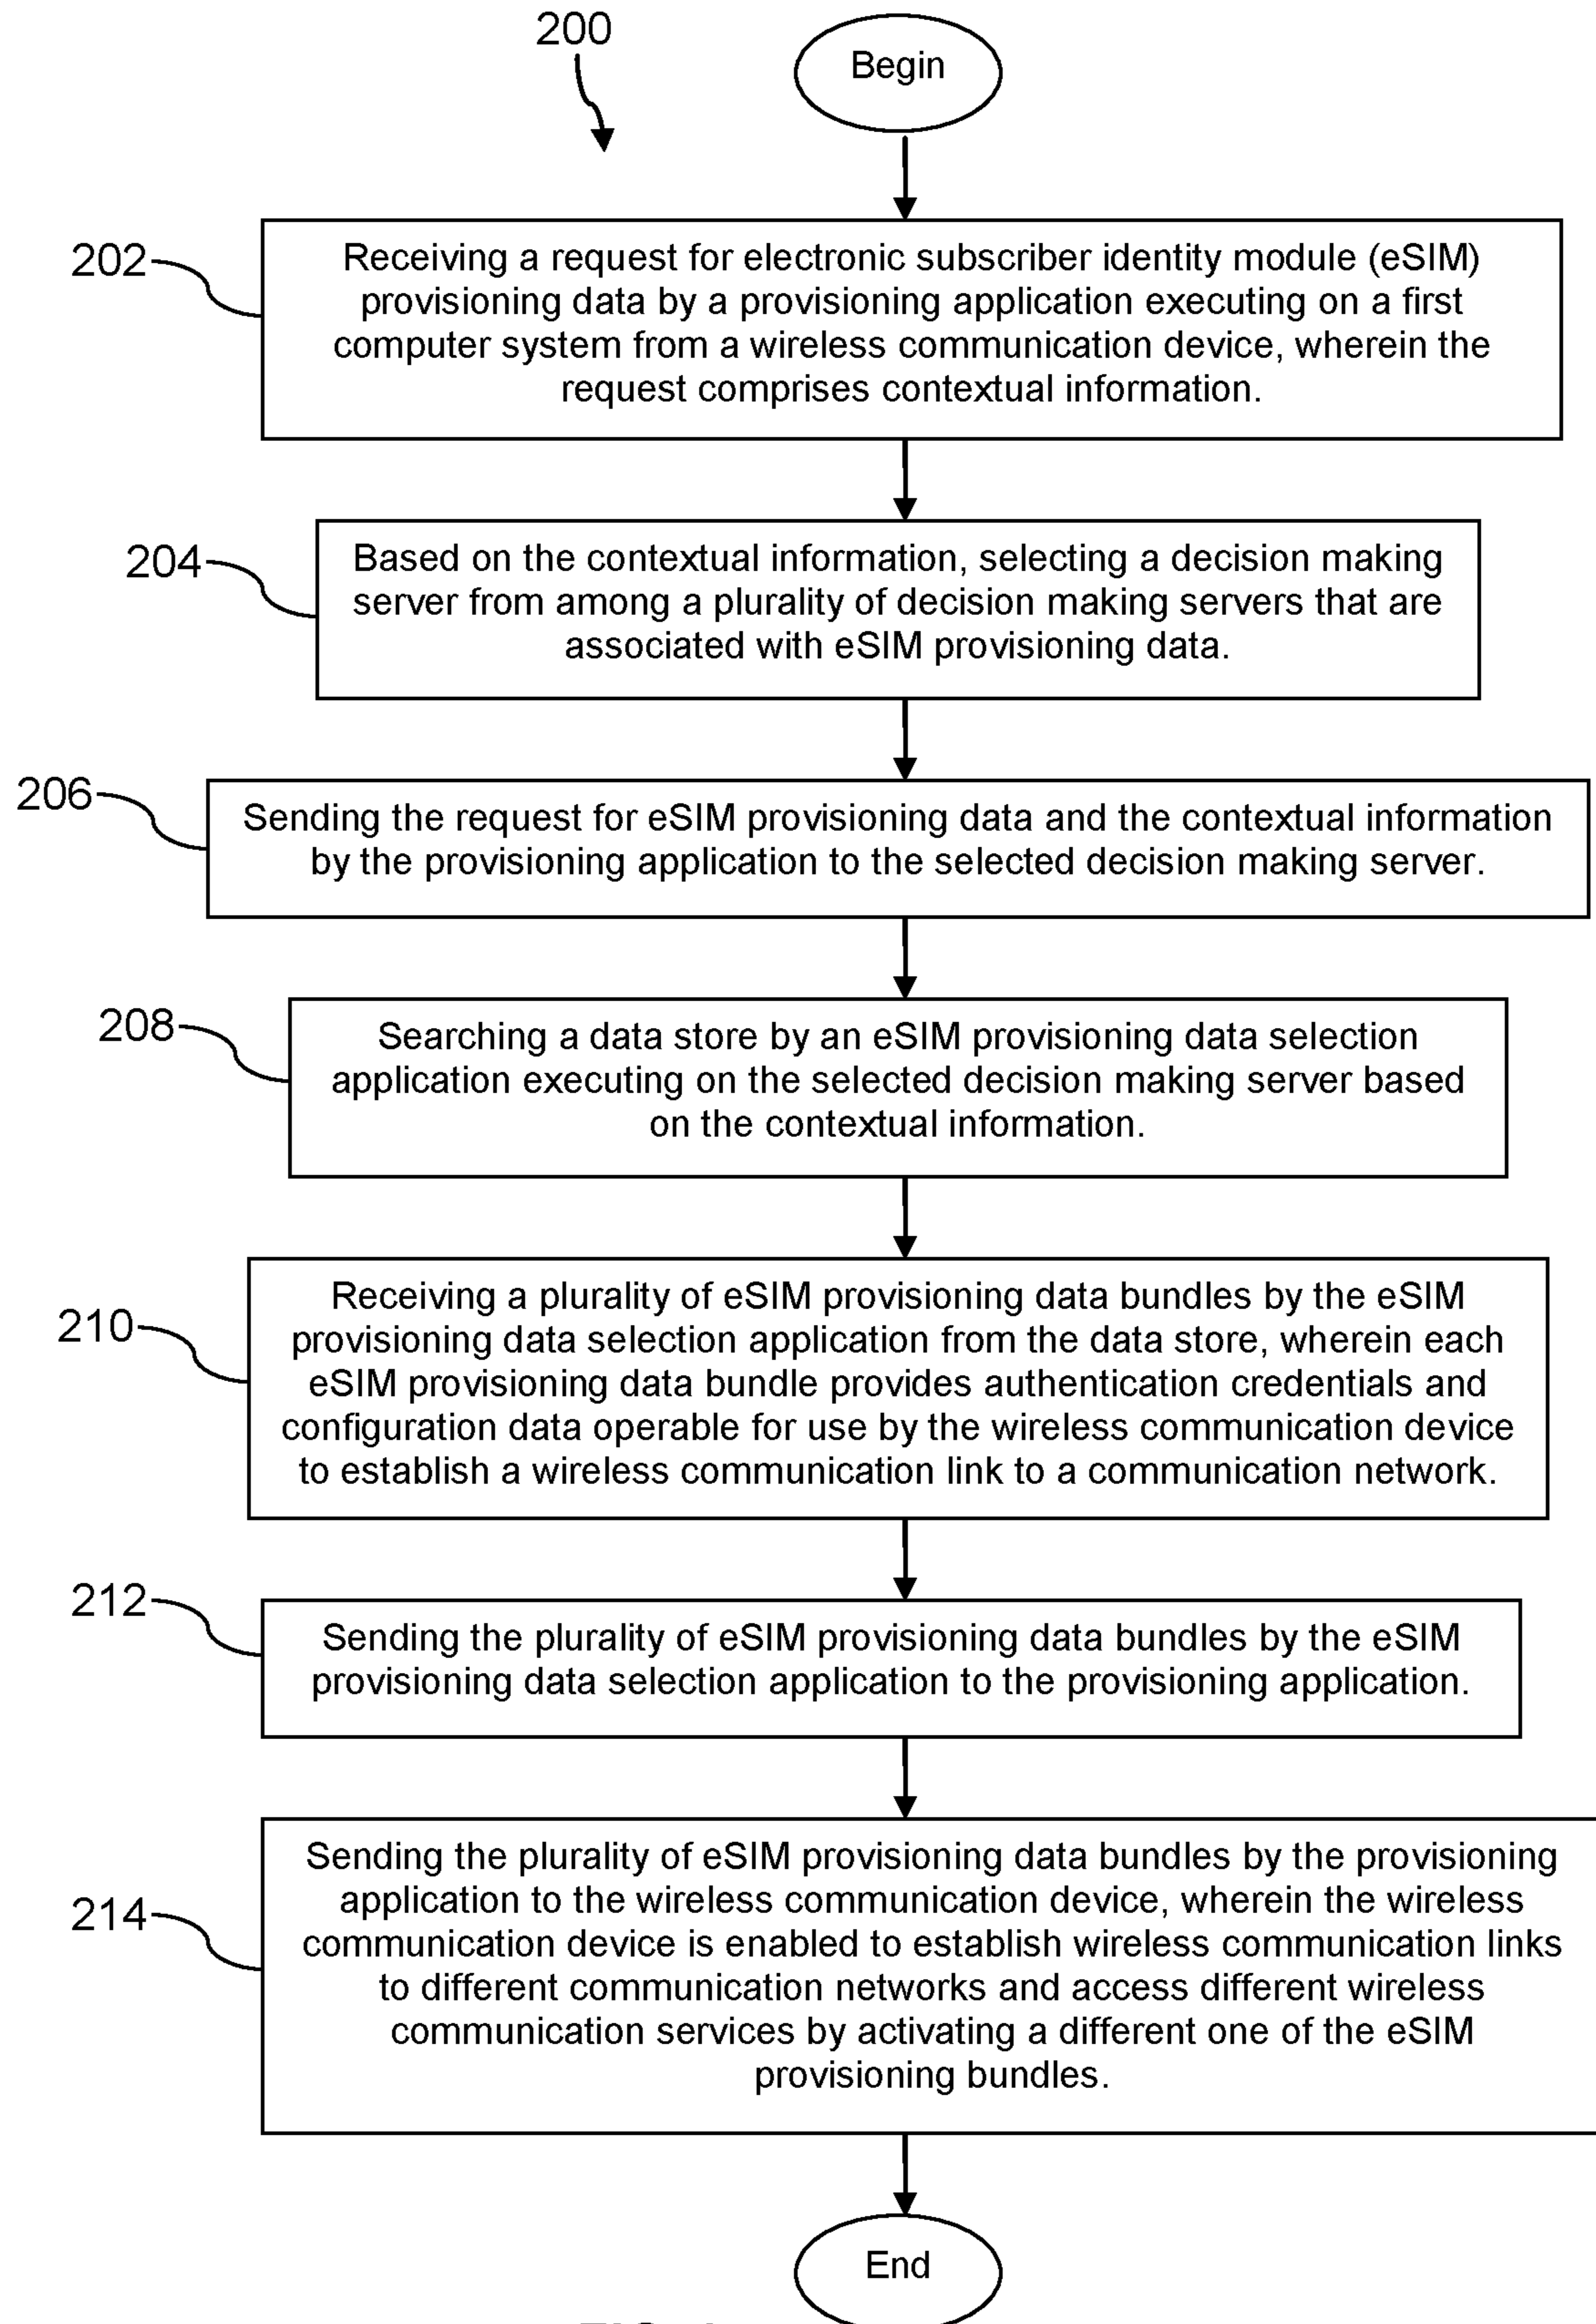 200
Begin
202
Receiving a request for electronic subscriber identity module (eSIM)
provisioning data by a provisioning application executing on a first
computer system from a wireless communication device, wherein the
request comprises contextual information.
204
Based on the contextual information, selecting a decision making
server from among a plurality of decision making servers that are
associated with eSIM provisioning data.
206
Sending the request for eSIM provisioning data and the contextual information
by the provisioning application to the selected decision making server.
208
Searching a data store by an eSIM provisioning data selection
application executing on the selected decision making server based
on the contextual information.
210
Receiving a plurality of eSIM provisioning data bundles by the eSIM
provisioning data selection application from the data store, wherein each
eSIM provisioning data bundle provides authentication credentials and
configuration data operable for use by the wireless communication device
to establish a wireless communication link to a communication network.
212
Sending the plurality of eSIM provisioning data bundles by the eSIM
provisioning data selection application to the provisioning application.
214
Sending the plurality of eSIM provisioning data bundles by the provisioning
application to the wireless communication device, wherein the wireless
communication device is enabled to establish wireless communication links
to different communication networks and access different wireless
communication services by activating a different one of the eSIM
provisioning bundles.
End